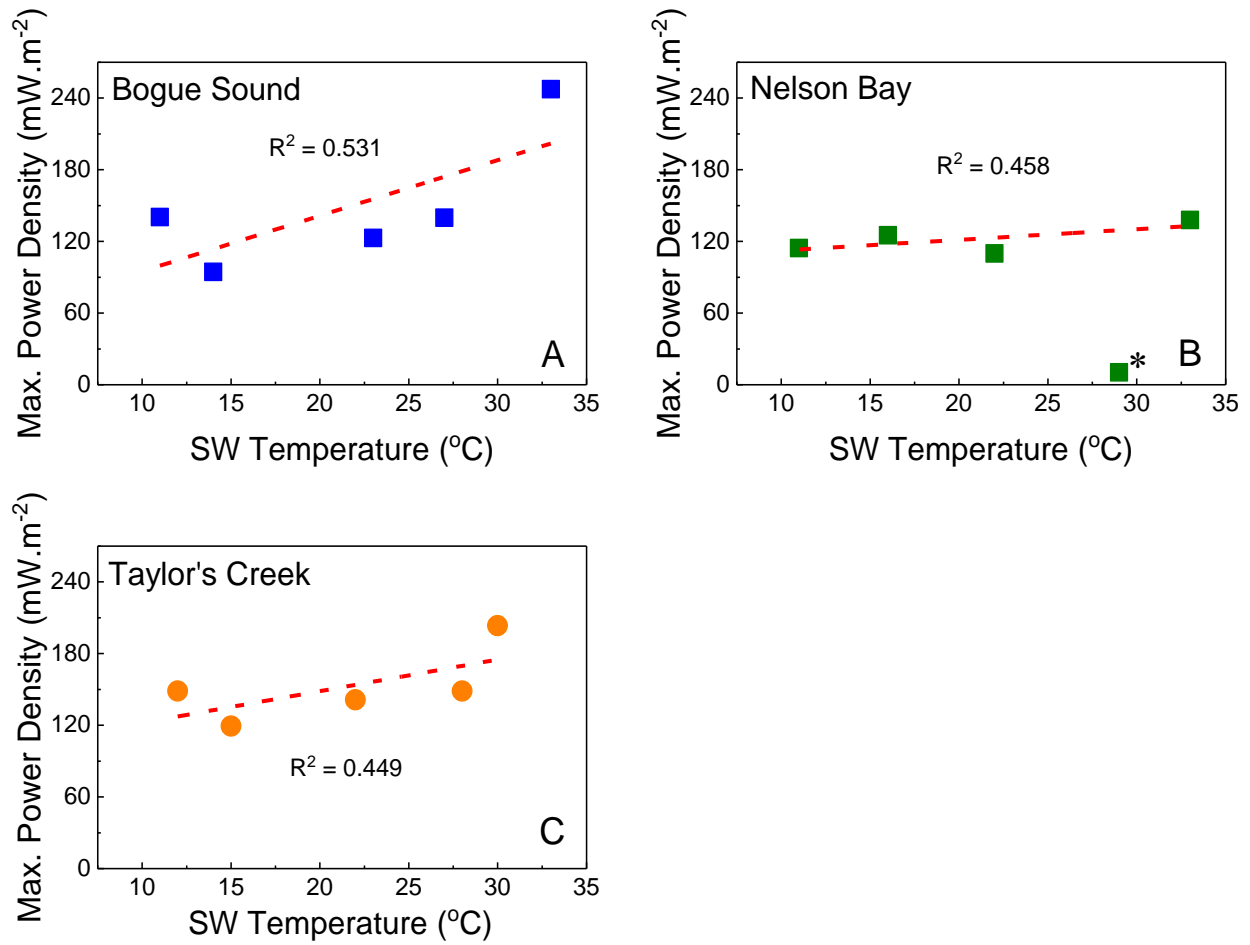 Max. Power Density (mW.m⁻²)
240
180
120
60
0
Bogue Sound
R² = 0.531
A
10 15 20 25 30 35
SW Temperature (ᵒC)
Max. Power Density (mW.m⁻²)
240
180
120
60
0
Nelson Bay
R² = 0.458
*
B
10 15 20 25 30 35
SW Temperature (ᵒC)
Max. Power Density (mW.m⁻²)
240
180
120
60
0
Taylor's Creek
R² = 0.449
C
10 15 20 25 30 35
SW Temperature (ᵒC)